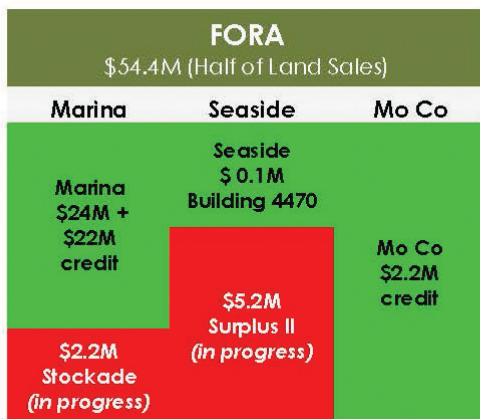 FORA
$54.4M (Half of Land Sales)
Marina Seaside Mo Co
Marina
$24M +
$22M
credit
$2.2M
Stockade
(in progress)
Seaside
$ 0.1M
Building 4470
$5.2M
Surplus II
(in progress)
Mo Co
$2.2M
credit